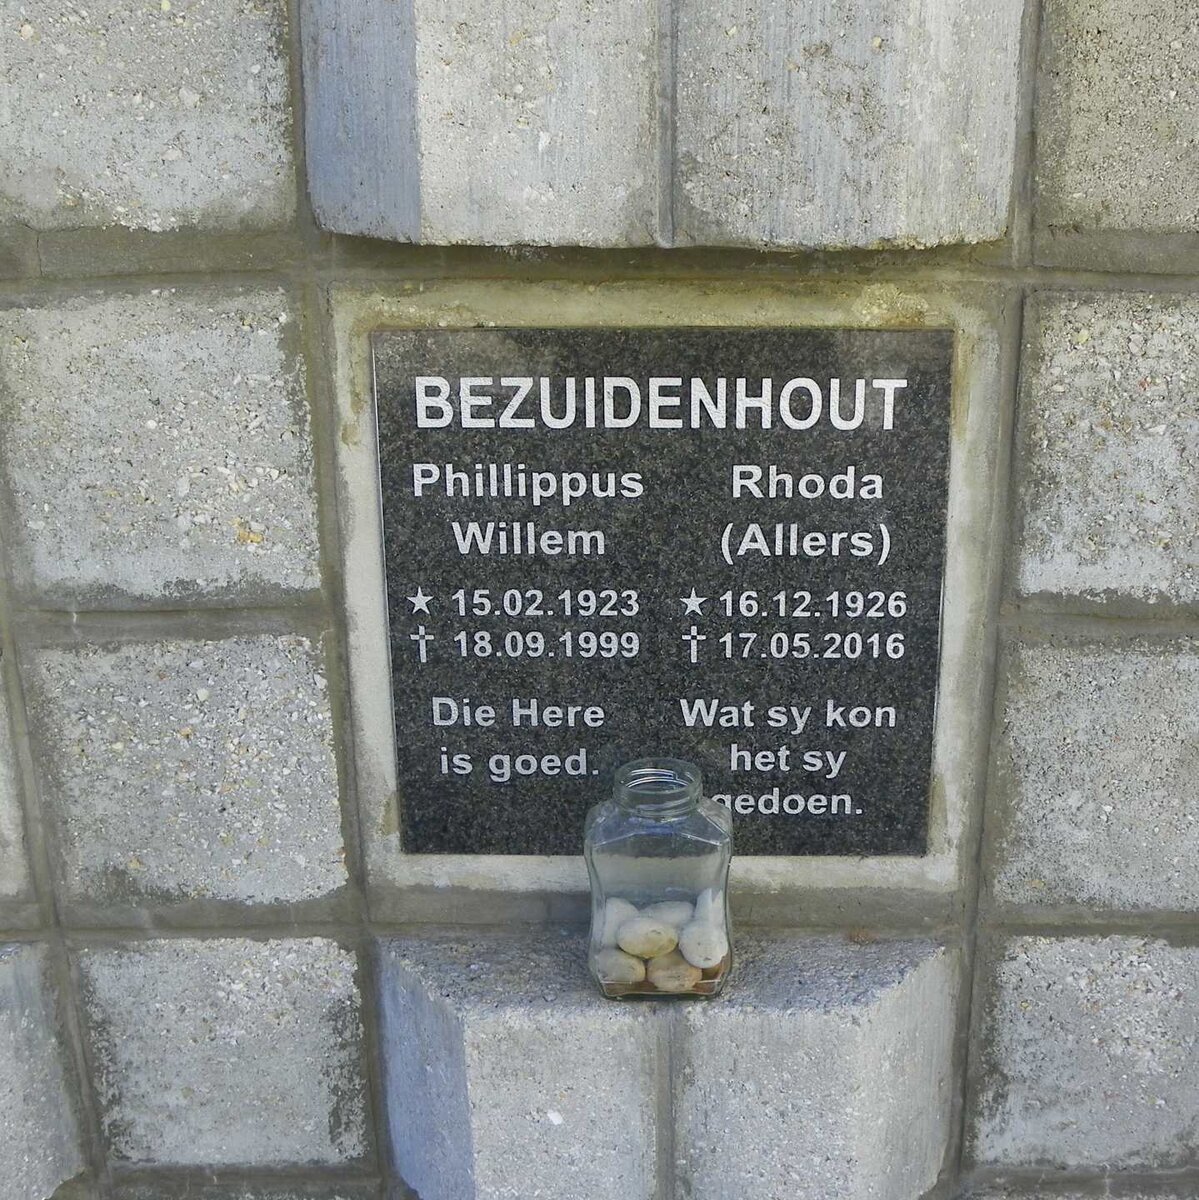 BEZUIDENHOUT
Phillippus
Willem
★ 15.02.1923
† 18.09.1999
Die Here
is goed.
Rhoda
(Allers)
★ 16.12.1926
† 17.05.2016
Wat sy kon
het sy
gedoen.